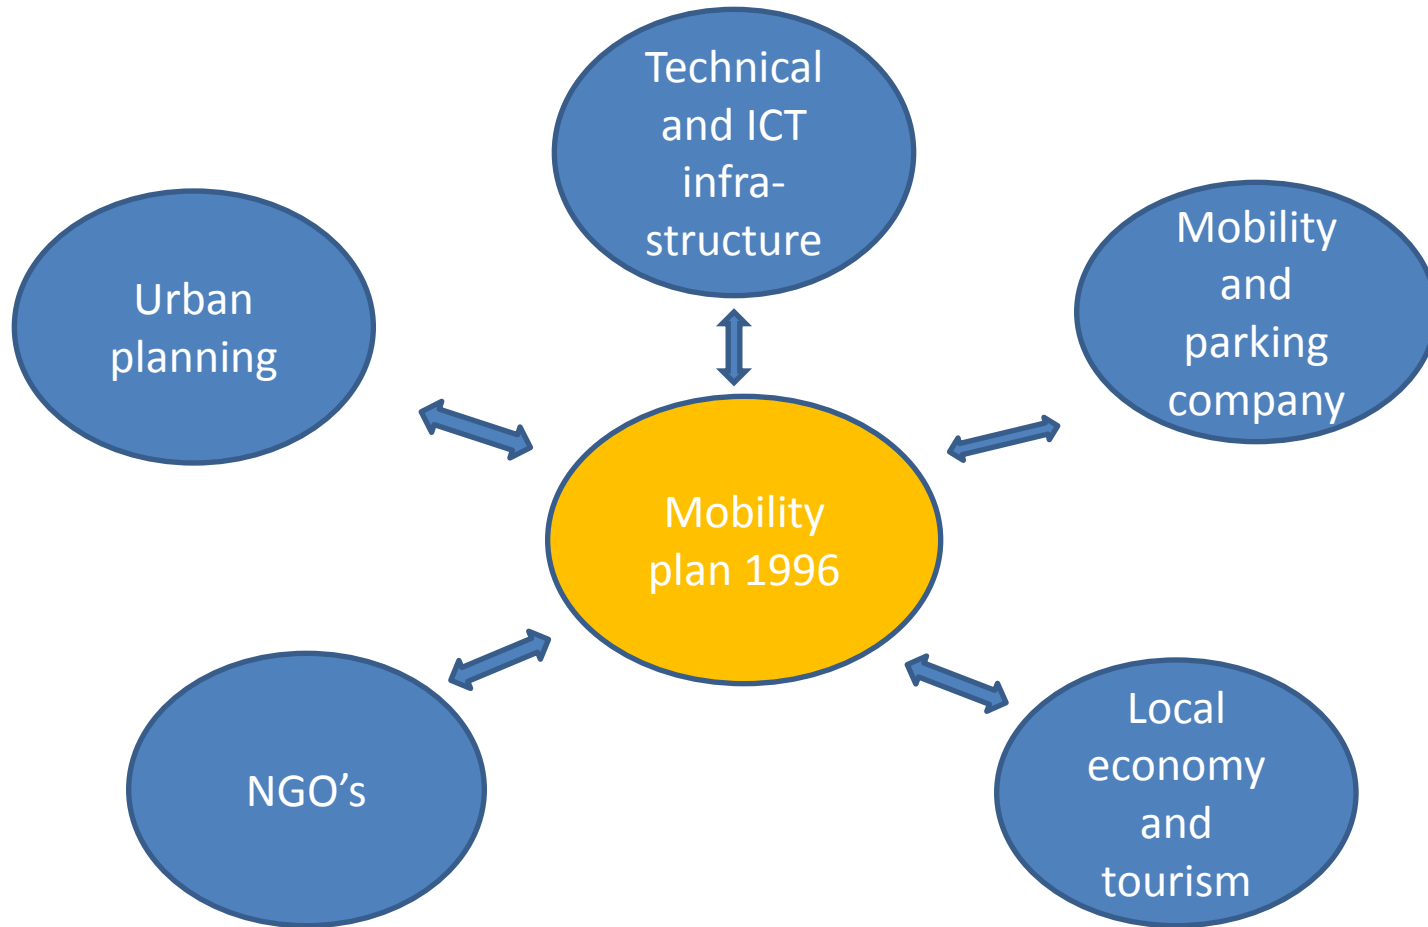 Technical
and ICT
infra-
structure
Urban
planning
Mobility
and
parking
company
Mobility
plan 1996
NGO’s
Local
economy
and
tourism